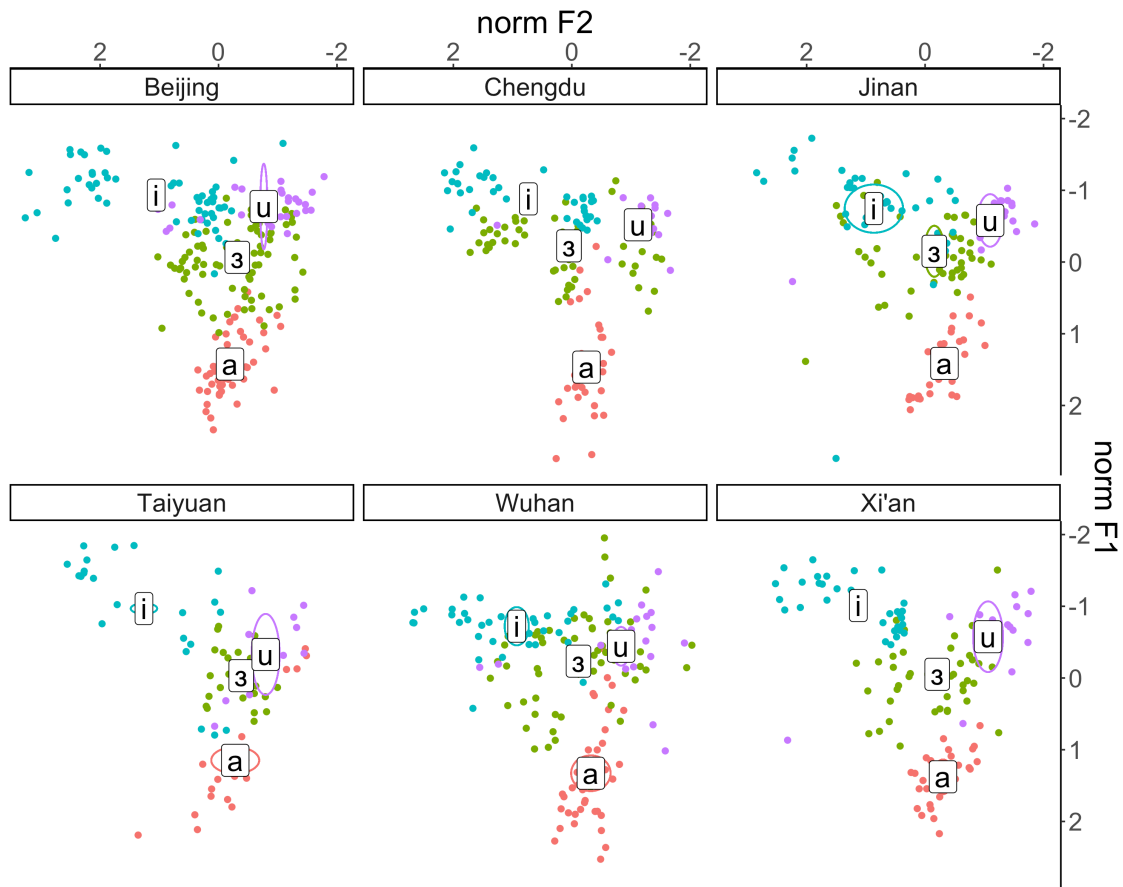 norm F2
2 0 -2 2 0 -2 2 0 -2
Beijing Chengdu Jinan
-2
i i -1
i u
u u
ɜ ɜ ɜ 0
1
a a a
2
norm F1
Taiyuan Wuhan Xi'an
-2
i i i -1
u u u
ɜ ɜ ɜ 0
a a a 1
2